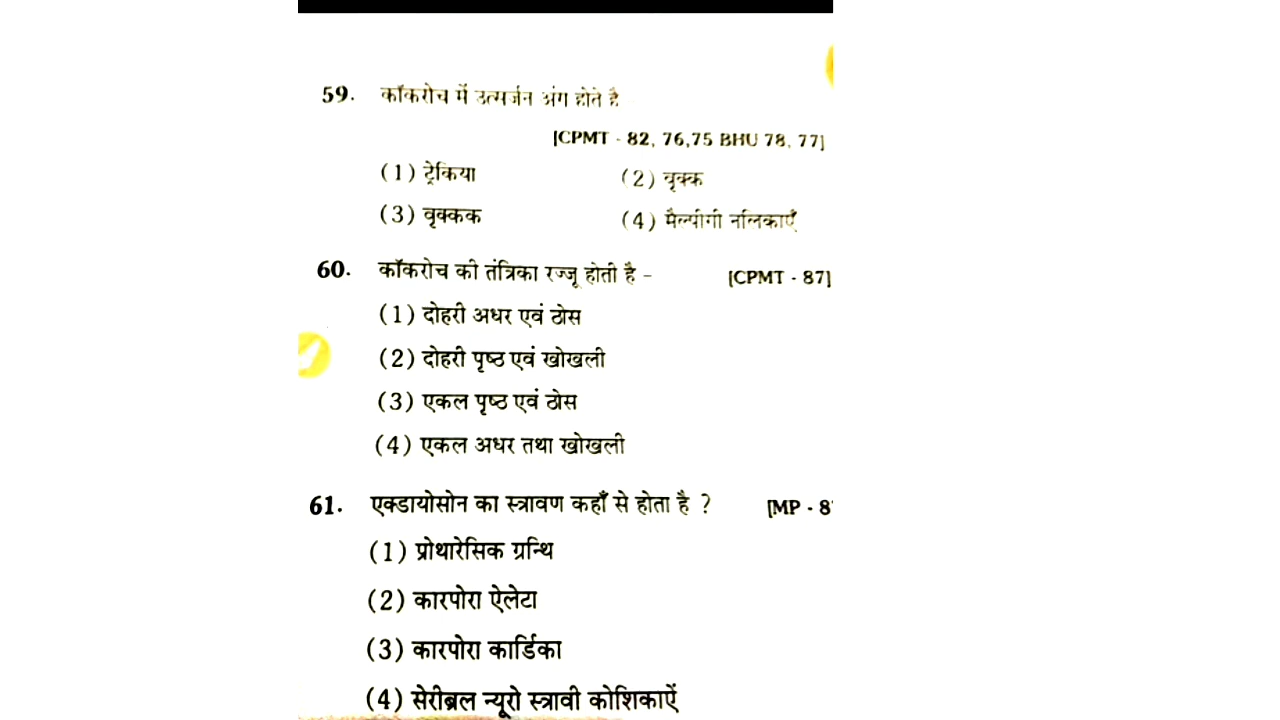 59. कॉकरोच में उत्सर्जन अंग होते है
[CPMT - 82, 76,75 BHU 78, 77]
(1) ट्रेकिया (2) वृक्क
(3) वृक्कक (4) मैल्पीगी नलिकाएँ
60. कॉकरोच की तंत्रिका रज्जू होती है – [CPMT - 87]
(1) दोहरी अधर एवं ठोस
(2) दोहरी पृष्ठ एवं खोखली
(3) एकल पृष्ठ एवं ठोस
(4) एकल अधर तथा खोखली
61. एक्डायोसोन का स्त्रावण कहाँ से होता है ? [MP - 8
(1) प्रोथारेसिक ग्रन्थि
(2) कारपोरा ऐलेटा
(3) कारपोरा कार्डिका
(4) सेरीब्रल न्यूरो स्त्रावी कोशिकाऐं